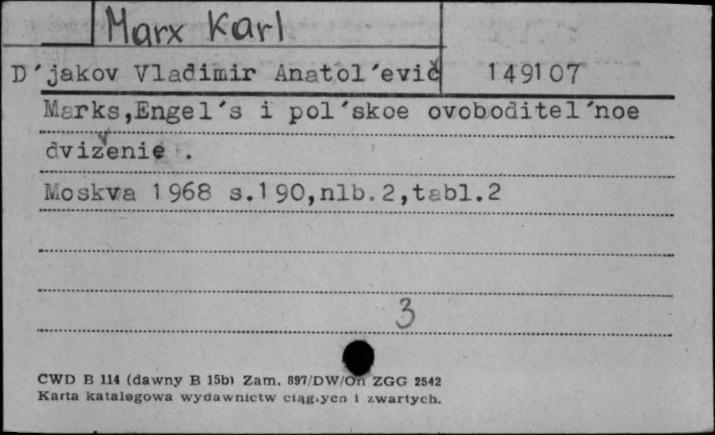 Marx Karl
D´jakov Vladimir Anatol´evič 149107
Marks,Engel´s i pol´skoe ovoboditel´noe
dviženie .
Moskva 1968 s.190,nlb.2,tabl.2
3
CWD B 114 (dawny B 15b) Zam. 897/DW/On ZGG 2542
Karta katalogowa wydawnictw ciągłych i zwartych.